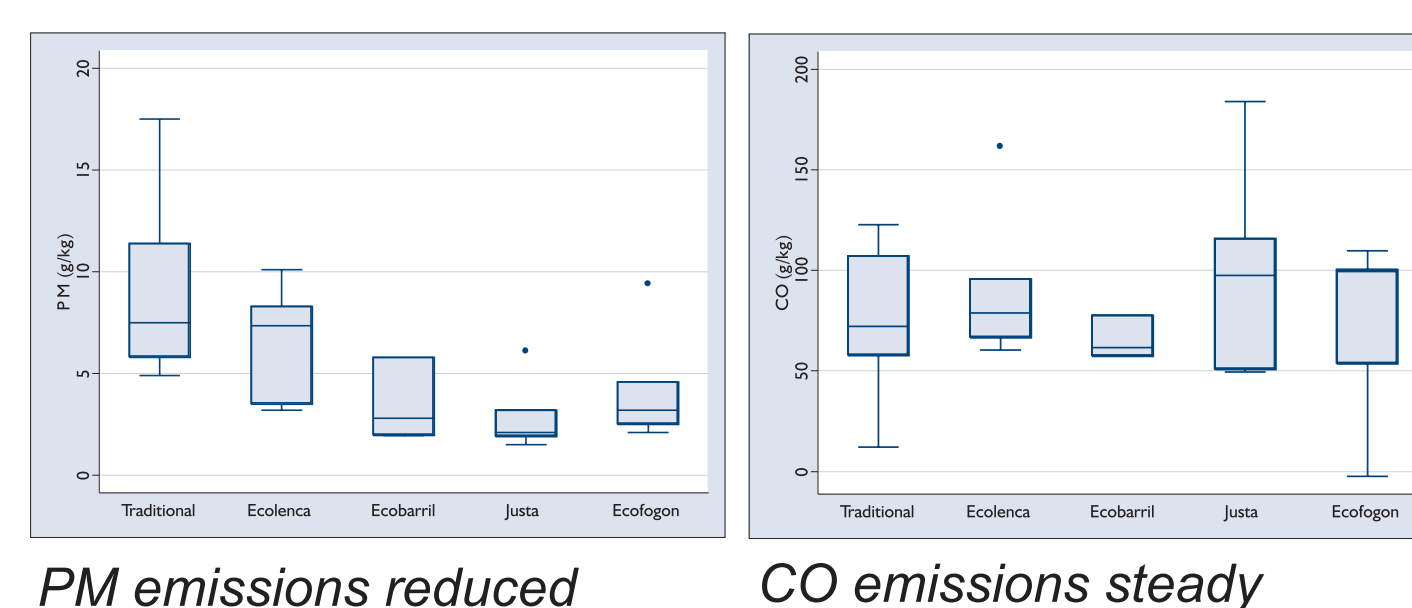 20
15
10
5
0
PM (g/kg)
Traditional Ecolenca Ecobarril Justa Ecofogon
PM emissions reduced
200
150
100
50
0
CO (g/kg)
Traditional Ecolenca Ecobarril Justa Ecofogon
CO emissions steady